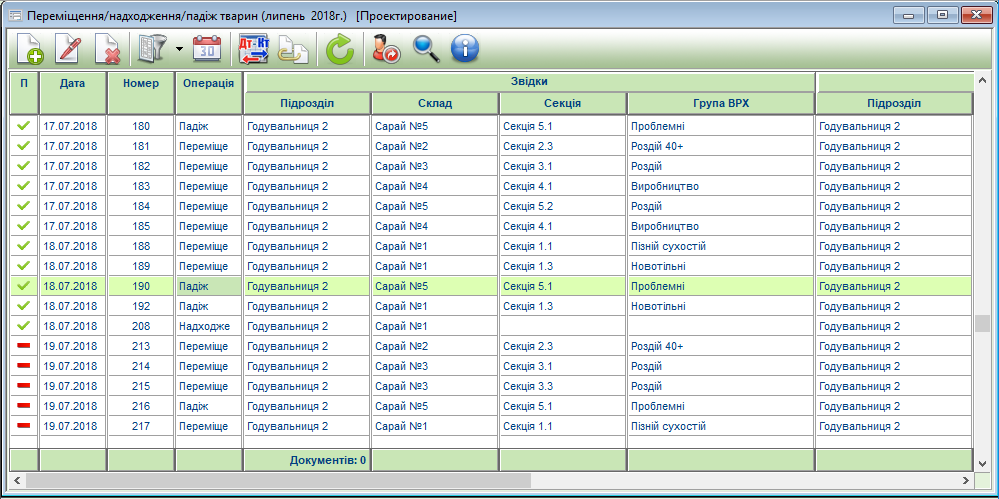 Переміщення/надходження/падіж тварин (липень 2018г.) [Проектирование]
30 Дт-Кт
Звідки
П Дата Номер Операція Підрозділ Склад Секція Група ВРХ Підрозділ
17.07.2018 180 Падіж Годувальниця 2 Сарай №5 Секція 5.1 Проблемні Годувальниця 2
17.07.2018 181 Переміще Годувальниця 2 Сарай №2 Секція 2.3 Роздій 40+ Годувальниця 2
17.07.2018 182 Переміще Годувальниця 2 Сарай №3 Секція 3.1 Роздій Годувальниця 2
17.07.2018 183 Переміще Годувальниця 2 Сарай №4 Секція 4.1 Виробництво Годувальниця 2
17.07.2018 184 Переміще Годувальниця 2 Сарай №5 Секція 5.2 Роздій Годувальниця 2
17.07.2018 185 Переміще Годувальниця 2 Сарай №4 Секція 4.1 Виробництво Годувальниця 2
18.07.2018 188 Переміще Годувальниця 2 Сарай №1 Секція 1.1 Пізній сухостій Годувальниця 2
18.07.2018 189 Переміще Годувальниця 2 Сарай №1 Секція 1.3 Новотільні Годувальниця 2
18.07.2018 190 Падіж Годувальниця 2 Сарай №5 Секція 5.1 Проблемні Годувальниця 2
18.07.2018 192 Падіж Годувальниця 2 Сарай №1 Секція 1.3 Новотільні Годувальниця 2
18.07.2018 208 Надходже Годувальниця 2 Сарай №1 Годувальниця 2
19.07.2018 213 Переміще Годувальниця 2 Сарай №2 Секція 2.3 Роздій 40+ Годувальниця 2
19.07.2018 214 Переміще Годувальниця 2 Сарай №3 Секція 3.1 Роздій Годувальниця 2
19.07.2018 215 Переміще Годувальниця 2 Сарай №3 Секція 3.3 Роздій Годувальниця 2
19.07.2018 216 Падіж Годувальниця 2 Сарай №5 Секція 5.1 Проблемні Годувальниця 2
19.07.2018 217 Переміще Годувальниця 2 Сарай №1 Секція 1.1 Пізній сухостій Годувальниця 2
Документів: 0